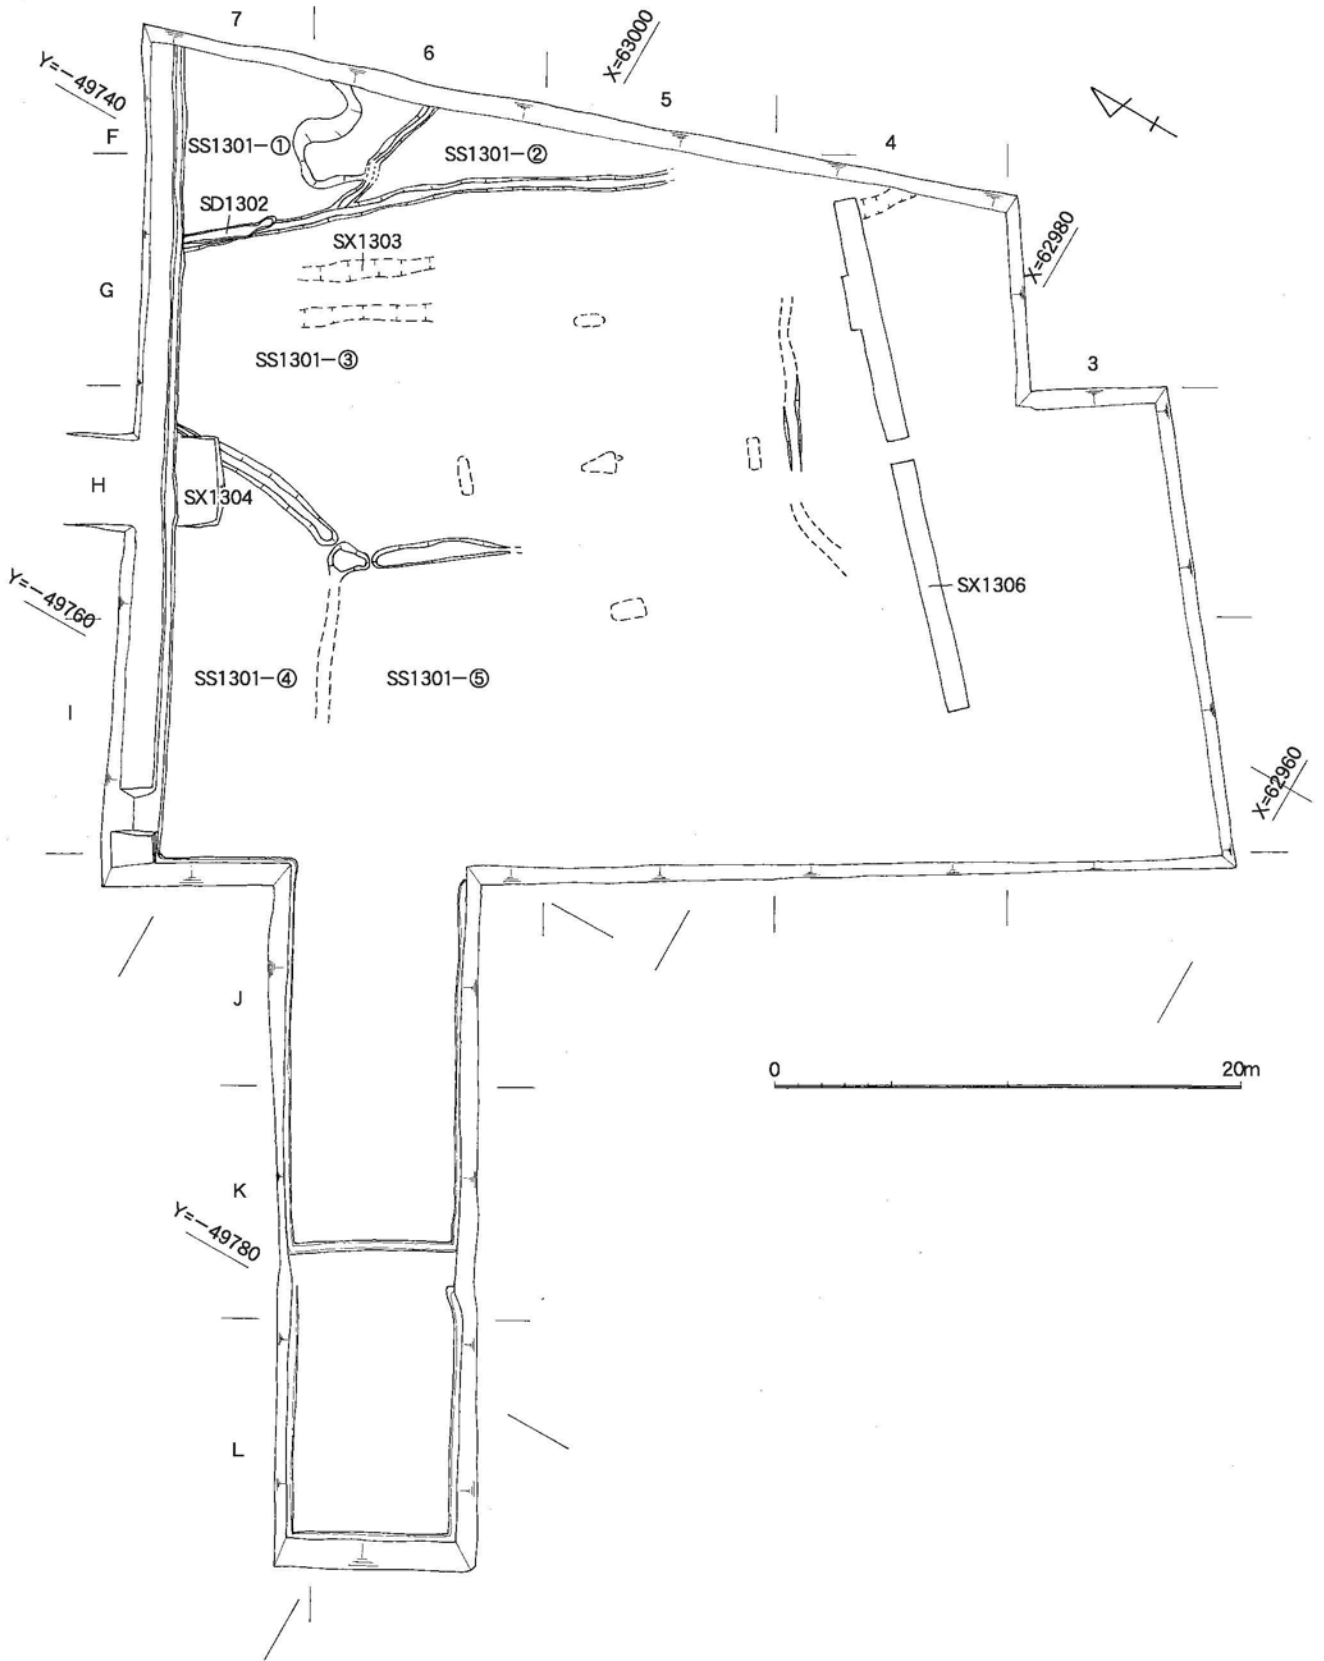 7
6
X=63000
5
Y=-49740
F
4
SS1301-①
SS1301-②
SD1302
SX1303
X=62980
G
SS1301-③
3
H
SX1304
Y=-49760
SX1306
SS1301-④
SS1301-⑤
I
X=62960
J
0 20m
K
Y=-49780
L